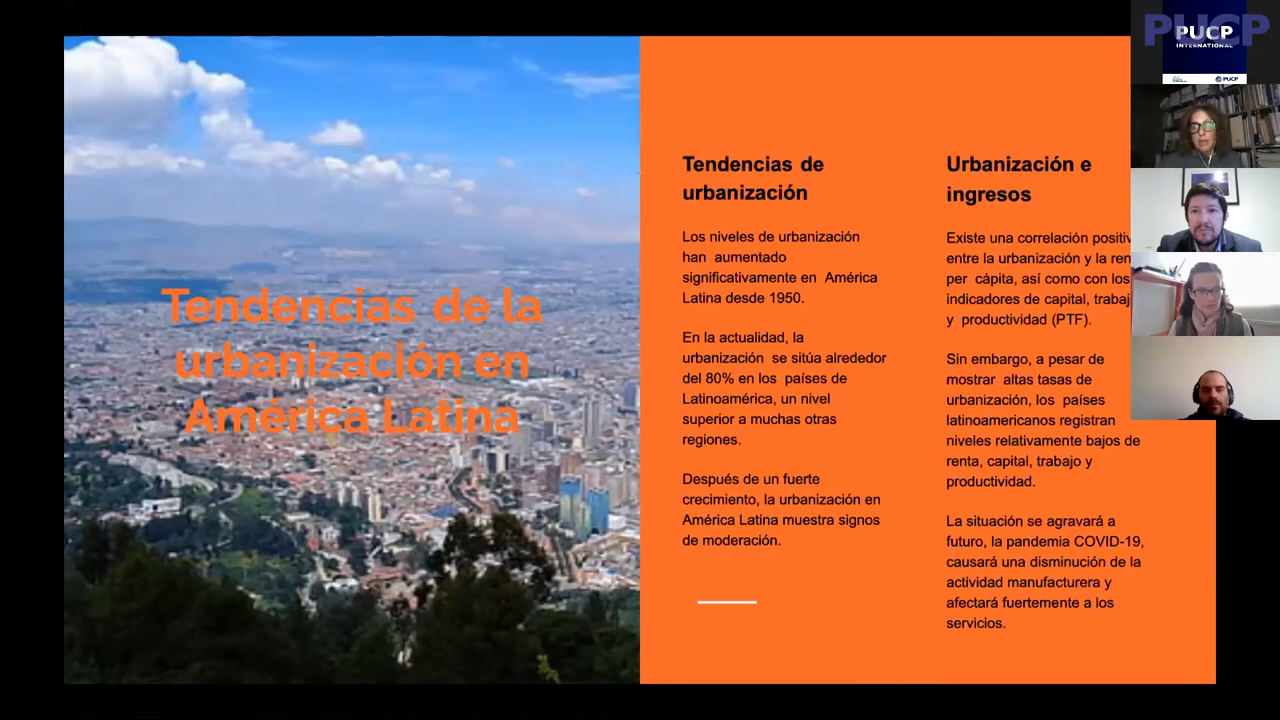 Tendencias de la
urbanización en
América Latina
Tendencias de
urbanización
Los niveles de urbanización
han aumentado
significativamente en América
Latina desde 1950.
En la actualidad, la
urbanización se sitúa alrededor
del 80% en los países de
Latinoamérica, un nivel
superior a muchas otras
regiones.
Después de un fuerte
crecimiento, la urbanización en
América Latina muestra signos
de moderación.
Urbanización e
ingresos
Existe una correlación positiv
entre la urbanización y la ren
per cápita, así como con los
indicadores de capital, trabaj
y productividad (PTF).
Sin embargo, a pesar de
mostrar altas tasas de
urbanización, los países
latinoamericanos registran
niveles relativamente bajos de
renta, capital, trabajo y
productividad.
La situación se agravará a
futuro, la pandemia COVID-19,
causará una disminución de la
actividad manufacturera y
afectará fuertemente a los
servicios.
PUCP
PUCP
INTERNATIONAL
PUCP